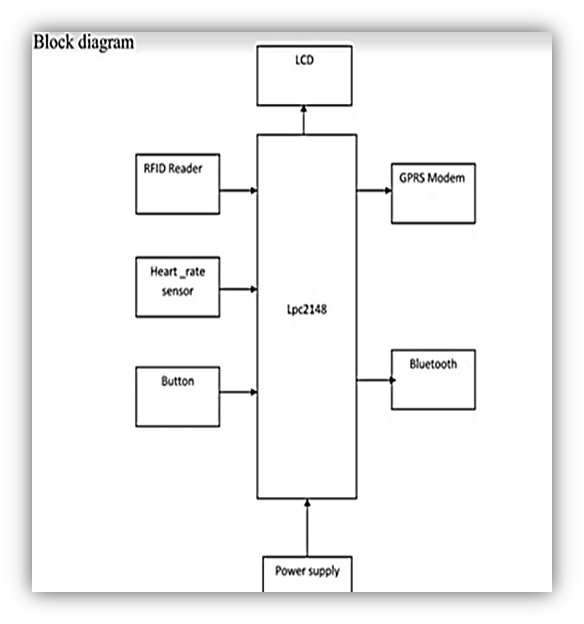 Block diagram
LCD
RFID Reader
GPRS Modem
Heart _rate
sensor
Lpc2148
Bluetooth
Button
Power supply